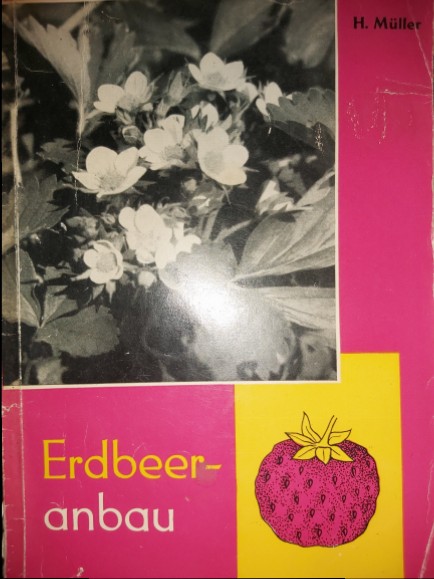 H. Müller
Erdbeer-
anbau